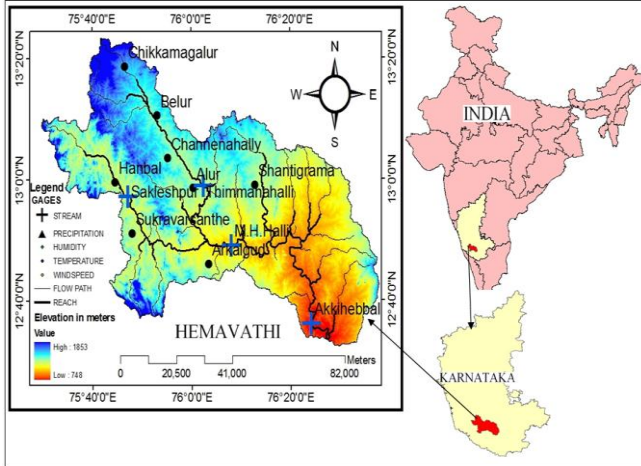 75°40'0"E 76°0'0"E 76°20'0"E
13°20'0"N
13°20'0"N
Chikkamagalur
N
W E
S
Belur
INDIA
Channenahally
Hanbal
Alur
Shantigrama
13°0'0"N
13°0'0"N
Legend
GAGES
STREAM
PRECIPITATION
HUMIDITY
TEMPERATURE
WINDSPEED
FLOW PATH
REACH
Sakleshpur Thimmanahalli
Sukravarsanthe
M.H.Halli
Arkalgud
12°40'0"N
12°40'0"N
Akkihebbal
Elevation in meters
Value
High : 1853
Low : 748
HEMAVATHI
Meters
0 20,500 41,000 82,000
75°40'0"E 76°0'0"E 76°20'0"E
KARNATAKA